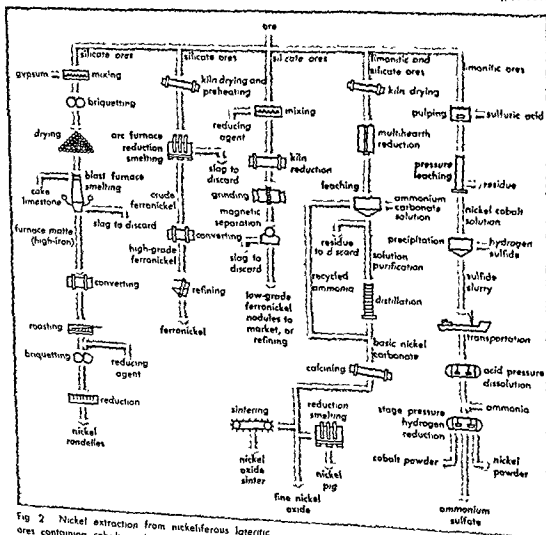 ore
silicate ores
silicate ores
silicate ores
limonitic and
silicate ores
limonitic ores
gypsum
mixing
briquetting
drying
coke
limestone
blast furnace
smelting
slag to discard
furnace matte
(high-iron)
converting
roasting
briquetting
reducing
agent
reduction
nickel
rondelles
kiln drying and
preheating
arc furnace
reduction
smelting
slag to
discard
crude
ferronickel
converting
high-grade
ferronickel
refining
ferronickel
mixing
reducing
agent
kiln
reduction
grinding
magnetic
separation
slag to
discard
low-grade
ferronickel
nodules to
market, or
refining
kiln drying
multihearth
reduction
leaching
ammonium
carbonate
solution
residue
to discard
solution
purification
recycled
ammonia
distillation
basic nickel
carbonate
calcining
sintering
nickel
oxide
sinter
reduction
smelting
nickel
pig
fine nickel
oxide
pulping
sulfuric acid
pressure
leaching
residue
nickel cobalt
solution
precipitation
hydrogen
sulfide
sulfide
slurry
transportation
acid pressure
dissolution
ammonia
stage pressure
hydrogen
reduction
cobalt powder
nickel
powder
ammonium
sulfate
Fig 2 Nickel extraction from nickeliferous lateritic
ores containing